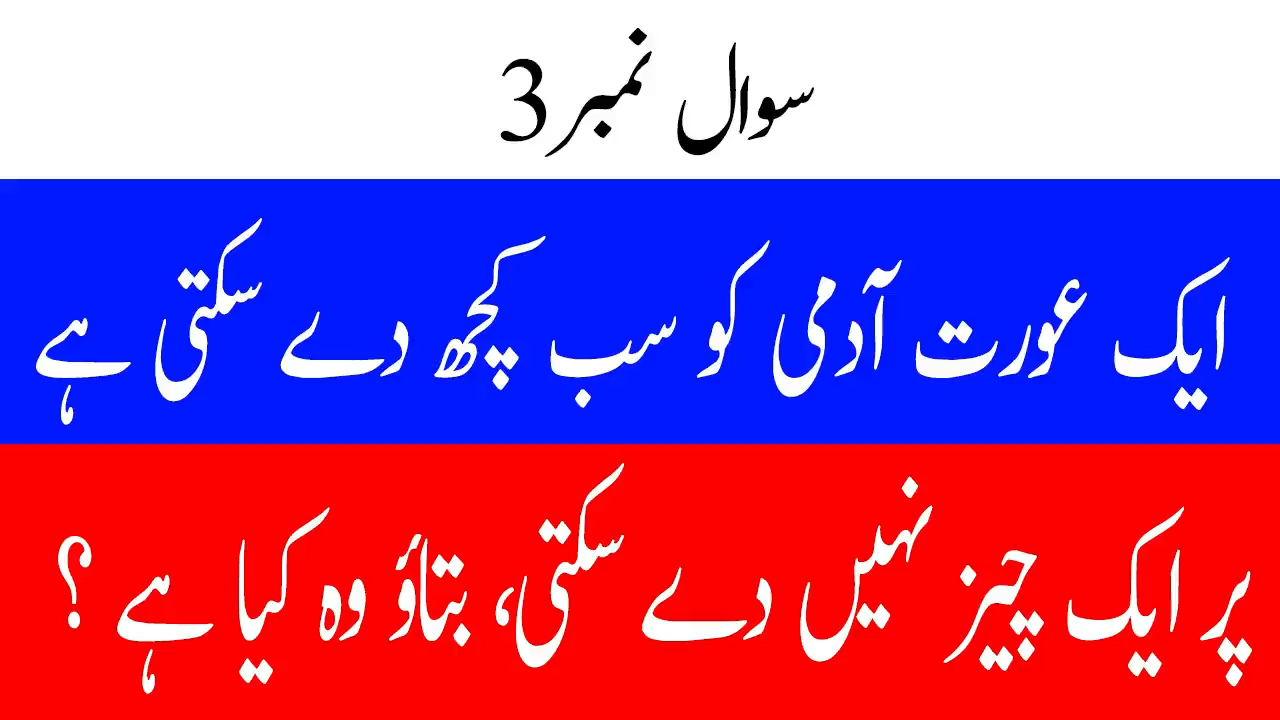 سوال نمبر3
ایک عورت آدمی کو سب کچھ دے سکتی ہے
پر ایک چیز نہیں دے سکتی، بتاؤ وہ کیا ہے ؟